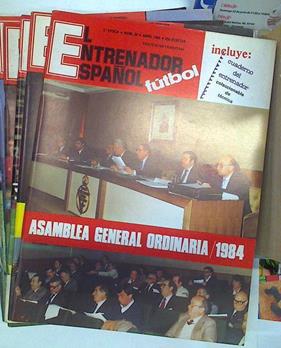 EL
ENTRENADOR
ESPAÑOL
fútbol
incluye:
cuaderno
del
entrenador
coleccionable
de
técnica
ASAMBLEA GENERAL ORDINARIA/1984